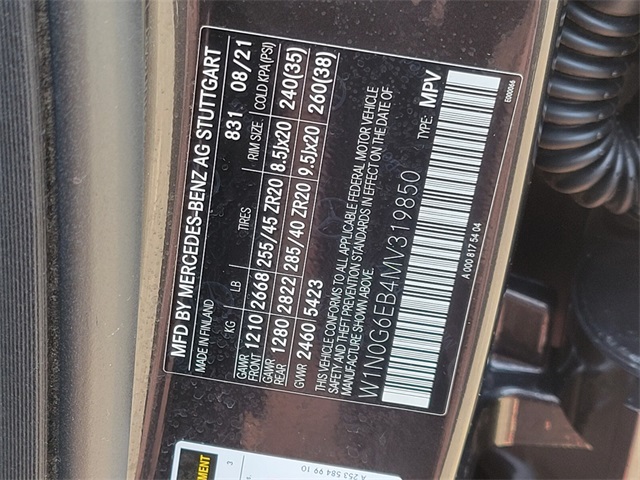 MFD BY MERCEDES-BENZ AG STUTTGART
MADE IN FINLAND 831 08/21
KG LB TIRES RIM SIZE COLD KPA (PSI)
GAWR FRONT 1210 2668 255/45 ZR20 8.5Jx20 240(35)
GAWR REAR 1280 2822 285/40 ZR20 9.5Jx20 260(38)
GVWR 2460 5423
THIS VEHICLE CONFORMS TO ALL APPLICABLE FEDERAL MOTOR VEHICLE
SAFETY AND THEFT PREVENTION STANDARDS IN EFFECT ON THE DATE OF
MANUFACTURE SHOWN ABOVE.
W1N0G6EB4MV319850 TYPE: MPV
A 000 817 54 04 E000066
3
A 253 584 99 10